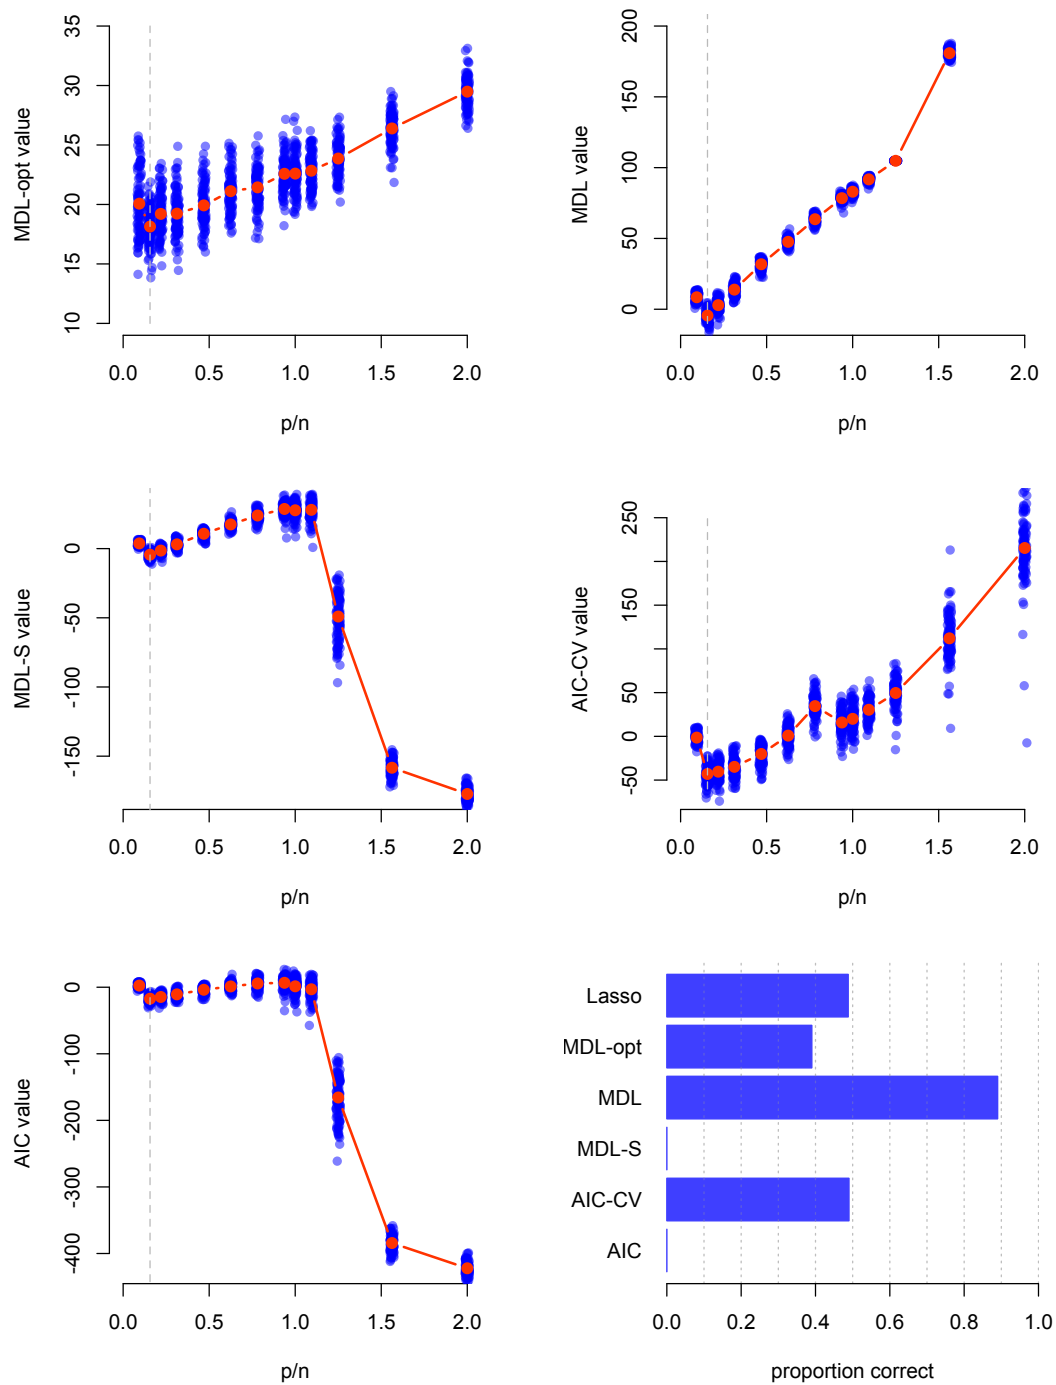 MDL-opt value
35
30
25
20
15
10
0.0 0.5 1.0 1.5 2.0
p/n
MDL value
200
150
100
50
0
0.0 0.5 1.0 1.5 2.0
p/n
MDL-S value
0
-50
-100
-150
0.0 0.5 1.0 1.5 2.0
p/n
AIC-CV value
250
150
50
0
-50
0.0 0.5 1.0 1.5 2.0
p/n
AIC value
0
-100
-200
-300
-400
0.0 0.5 1.0 1.5 2.0
p/n
Lasso
MDL-opt
MDL
MDL-S
AIC-CV
AIC
0.0 0.2 0.4 0.6 0.8 1.0
proportion correct